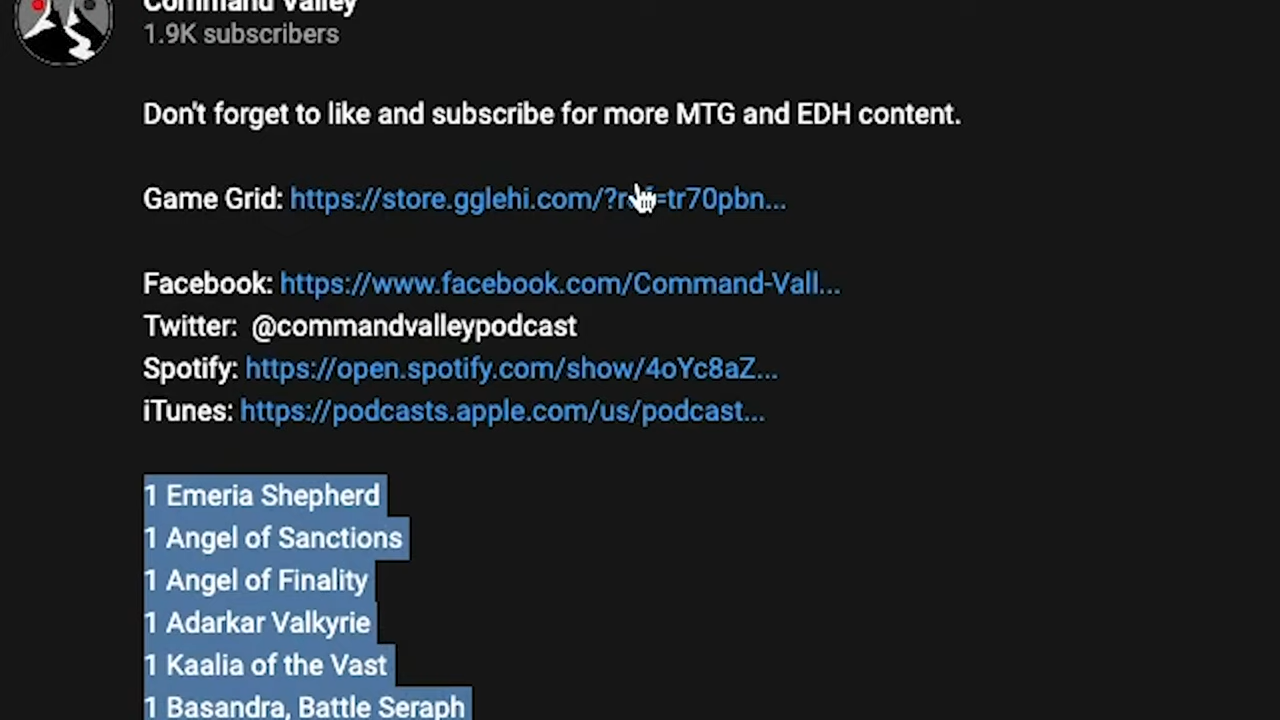 Command Valley
1.9K subscribers
Don't forget to like and subscribe for more MTG and EDH content.
Game Grid: https://store.gglehi.com/?ref=tr70pbn...
Facebook: https://www.facebook.com/Command-Vall...
Twitter: @commandvalleypodcast
Spotify: https://open.spotify.com/show/4oYc8aZ...
iTunes: https://podcasts.apple.com/us/podcast...
1 Emeria Shepherd
1 Angel of Sanctions
1 Angel of Finality
1 Adarkar Valkyrie
1 Kaalia of the Vast
1 Basandra, Battle Seraph